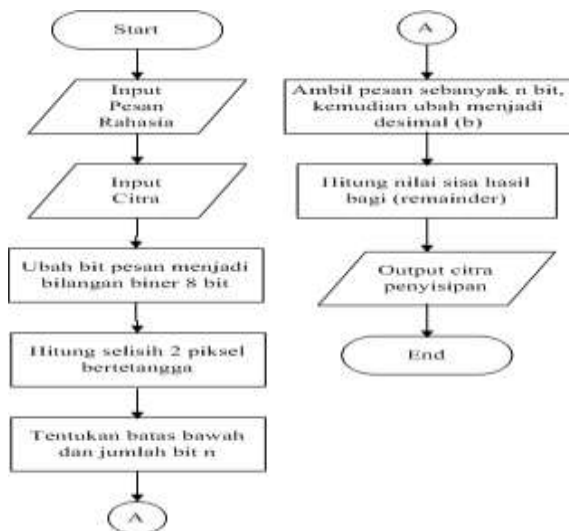 Start
Input
Pesan
Rahasia
Input
Citra
Ubah bit pesan menjadi
bilangan biner 8 bit
Hitung selisih 2 piksel
bertetangga
Tentukan batas bawah
dan jumlah bit n
A
A
Ambil pesan sebanyak n bit,
kemudian ubah menjadi
desimal (b)
Hitung nilai sisa hasil
bagi (remainder)
Output citra
penyisipan
End